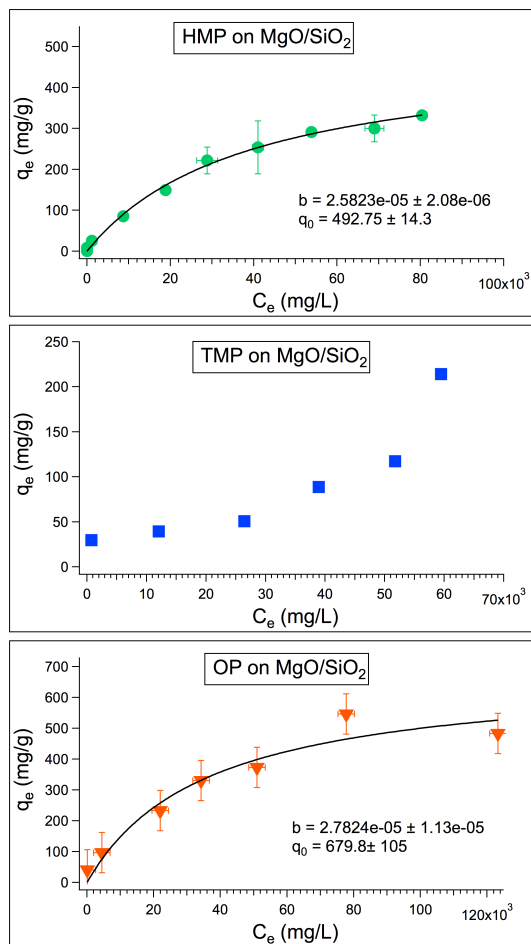 HMP on MgO/SiO₂
500
400
300
200
100
0
qₑ (mg/g)
b = 2.5823e-05 ± 2.08e-06
q₀ = 492.75 ± 14.3
0
20
40
60
80
100x10³
Cₑ (mg/L)
TMP on MgO/SiO₂
250
200
150
100
50
0
qₑ (mg/g)
0
10
20
30
40
50
70x10³
Cₑ (mg/L)
OP on MgO/SiO₂
700
600
500
400
300
200
100
0
qₑ (mg/g)
b = 2.7824e-05 ± 1.13e-05
q₀ = 679.8± 105
0
20
40
60
80
100
120x10³
Cₑ (mg/L)